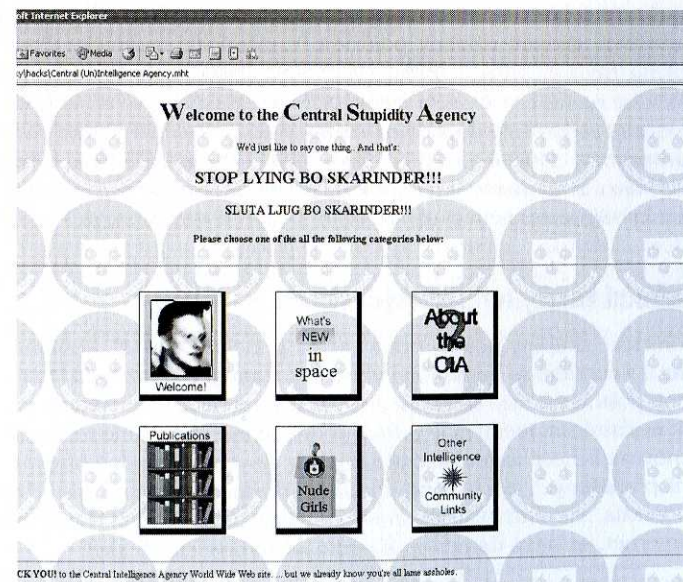 oft Internet Explorer
Favorites Media
y\hacks\Central (Un)Intelligence Agency.mht
Welcome to the Central Stupidity Agency
We'd just like to say one thing.. And that's:
STOP LYING BO SKARINDER!!!
SLUTA LJUG BO SKARINDER!!!
Please choose one of the all the following categories below:
Welcome!
What's
NEW
in
space
About
the
CIA
Publications
Nude
Girls
Other
Intelligence
Community
Links
CK YOU! to the Central Intelligence Agency World Wide Web site. ... but we already know you're all lame assholes.